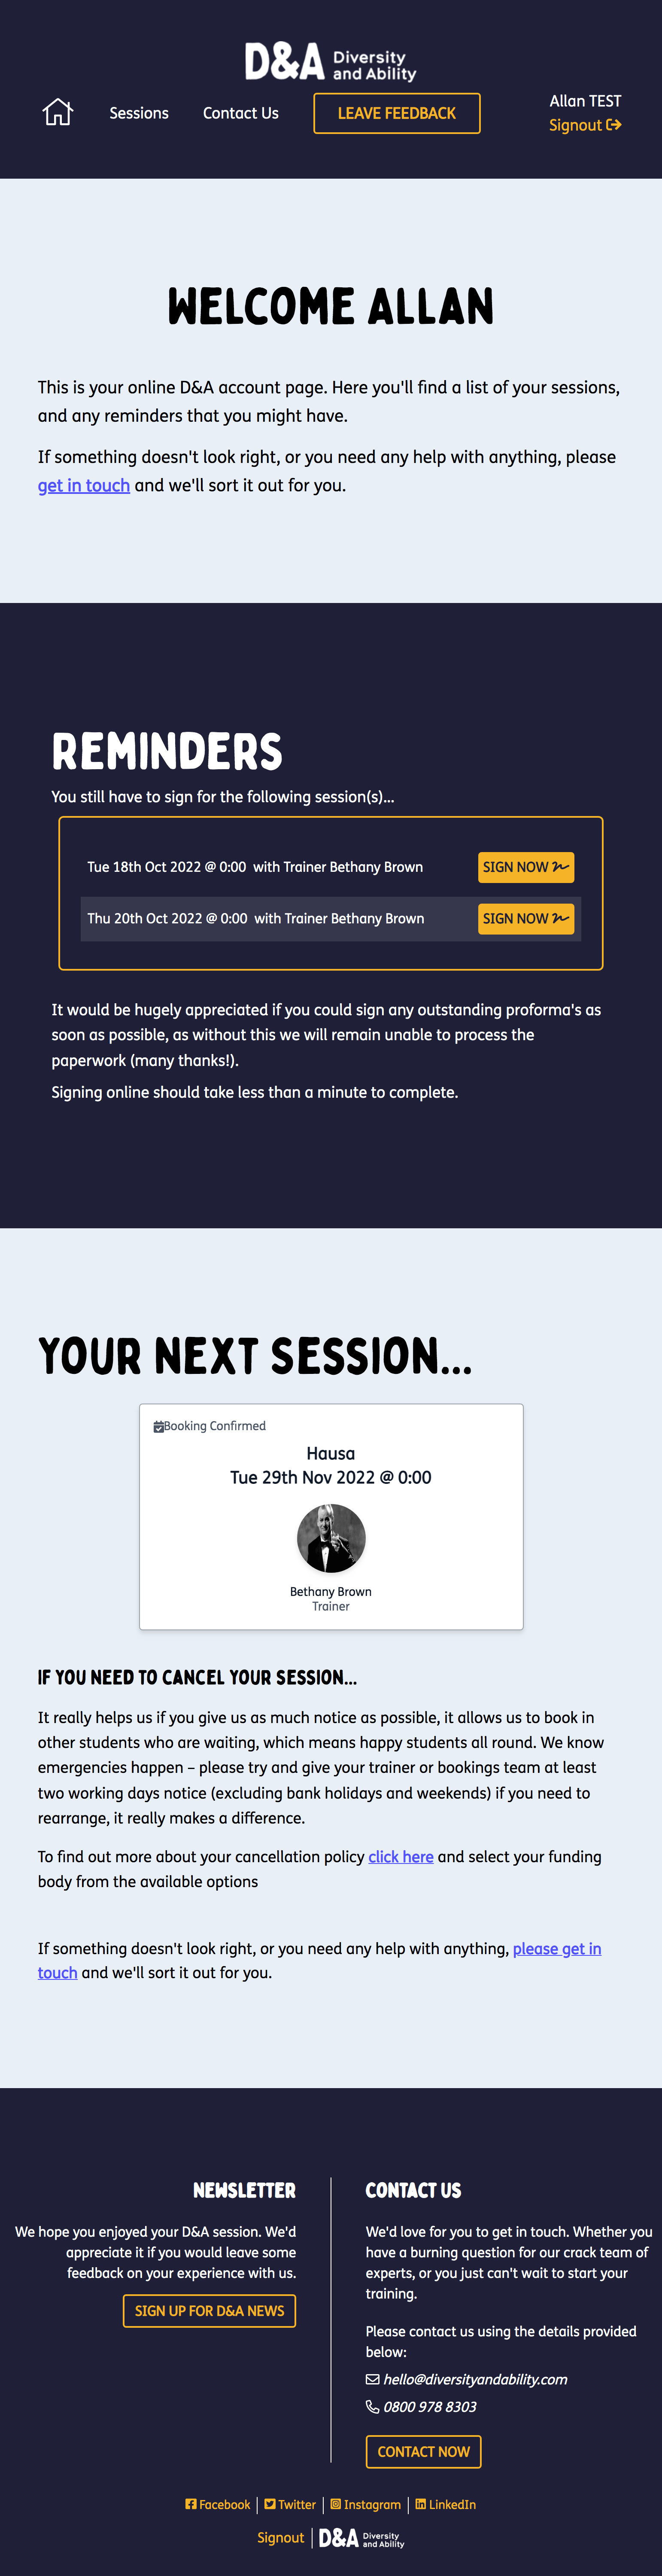 D&A Diversity
and Ability
Sessions
Contact Us
LEAVE FEEDBACK
Allan TEST
Signout
WELCOME ALLAN
This is your online D&A account page. Here you'll find a list of your sessions,
and any reminders that you might have.
If something doesn't look right, or you need any help with anything, please
get in touch and we'll sort it out for you.
REMINDERS
You still have to sign for the following session(s)...
Tue 18th Oct 2022 @ 0:00 with Trainer Bethany Brown
SIGN NOW
Thu 20th Oct 2022 @ 0:00 with Trainer Bethany Brown
SIGN NOW
It would be hugely appreciated if you could sign any outstanding proforma's as
soon as possible, as without this we will remain unable to process the
paperwork (many thanks!).
Signing online should take less than a minute to complete.
YOUR NEXT SESSION...
Booking Confirmed
Hausa
Tue 29th Nov 2022 @ 0:00
Bethany Brown
Trainer
IF YOU NEED TO CANCEL YOUR SESSION...
It really helps us if you give us as much notice as possible, it allows us to book in
other students who are waiting, which means happy students all round. We know
emergencies happen – please try and give your trainer or bookings team at least
two working days notice (excluding bank holidays and weekends) if you need to
rearrange, it really makes a difference.
To find out more about your cancellation policy click here and select your funding
body from the available options
If something doesn't look right, or you need any help with anything, please get in
touch and we'll sort it out for you.
NEWSLETTER
We hope you enjoyed your D&A session. We'd
appreciate it if you would leave some
feedback on your experience with us.
SIGN UP FOR D&A NEWS
CONTACT US
We'd love for you to get in touch. Whether you
have a burning question for our crack team of
experts, or you just can't wait to start your
training.
Please contact us using the details provided
below:
hello@diversityandability.com
0800 978 8303
CONTACT NOW
Facebook
Twitter
Instagram
LinkedIn
Signout
D&A Diversity
and Ability